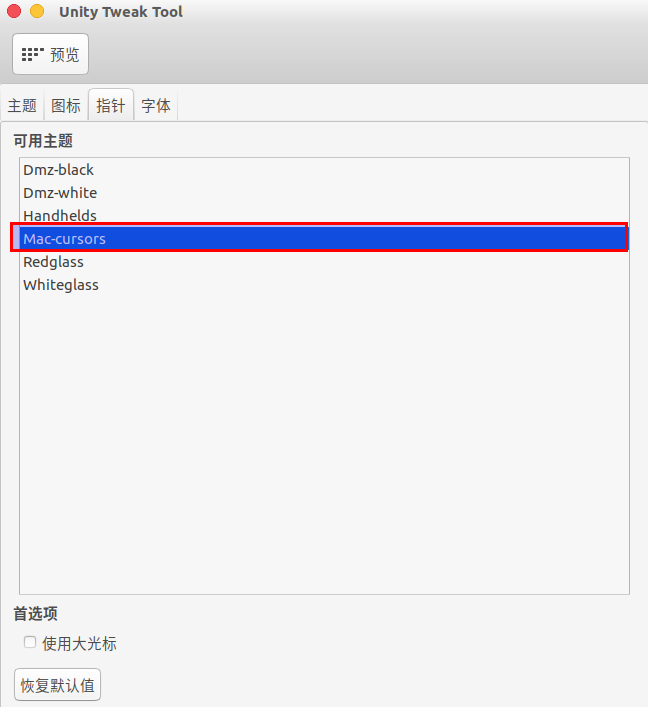 Unity Tweak Tool
预览
主题 图标 指针 字体
可用主题
Dmz-black
Dmz-white
Handhelds
Mac-cursors
Redglass
Whiteglass
首选项
使用大光标
恢复默认值